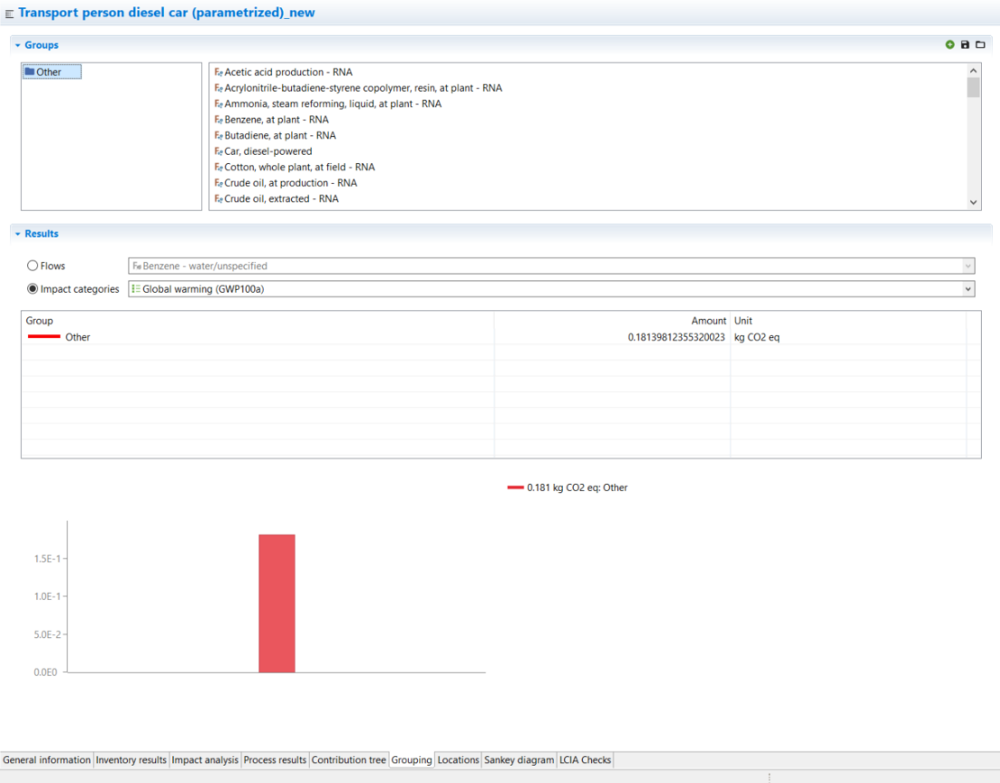 Transport person diesel car (parametrized)_new
Groups
Other
Acetic acid production - RNA
Acrylonitrile-butadiene-styrene copolymer, resin, at plant - RNA
Ammonia, steam reforming, liquid, at plant - RNA
Benzene, at plant - RNA
Butadiene, at plant - RNA
Car, diesel-powered
Cotton, whole plant, at field - RNA
Crude oil, at production - RNA
Crude oil, extracted - RNA
Results
Flows Benzene - water/unspecified
Impact categories Global warming (GWP100a)
Group Amount Unit
Other 0.18139812355320023 kg CO2 eq
0.181 kg CO2 eq: Other
1.5E-1
1.0E-1
5.0E-2
0.0E0
General information Inventory results Impact analysis Process results Contribution tree Grouping Locations Sankey diagram LCIA Checks